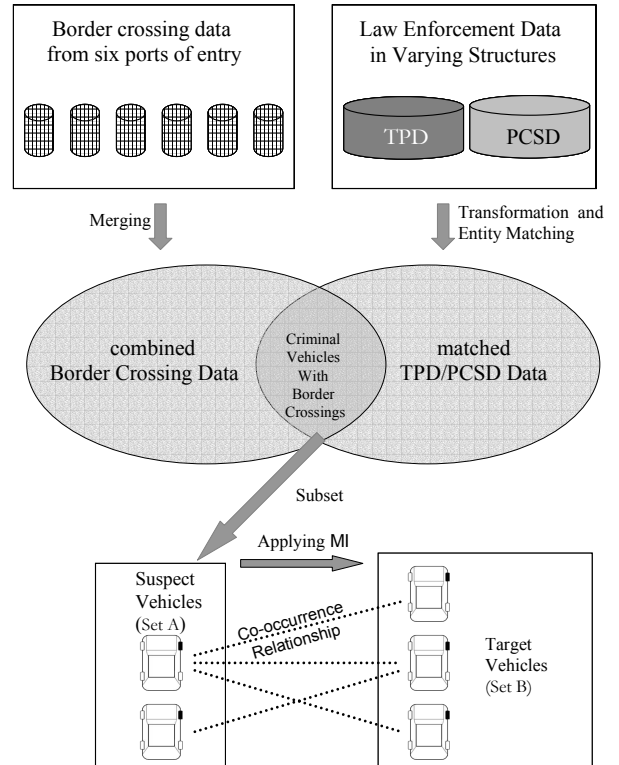 Border crossing data
from six ports of entry
Law Enforcement Data
in Varying Structures
TPD
PCSD
Merging
Transformation and
Entity Matching
combined
Border Crossing Data
Criminal
Vehicles
With
Border
Crossings
matched
TPD/PCSD Data
Subset
Applying MI
Suspect
Vehicles
(Set A)
Co-occurrence
Relationship
Target
Vehicles
(Set B)